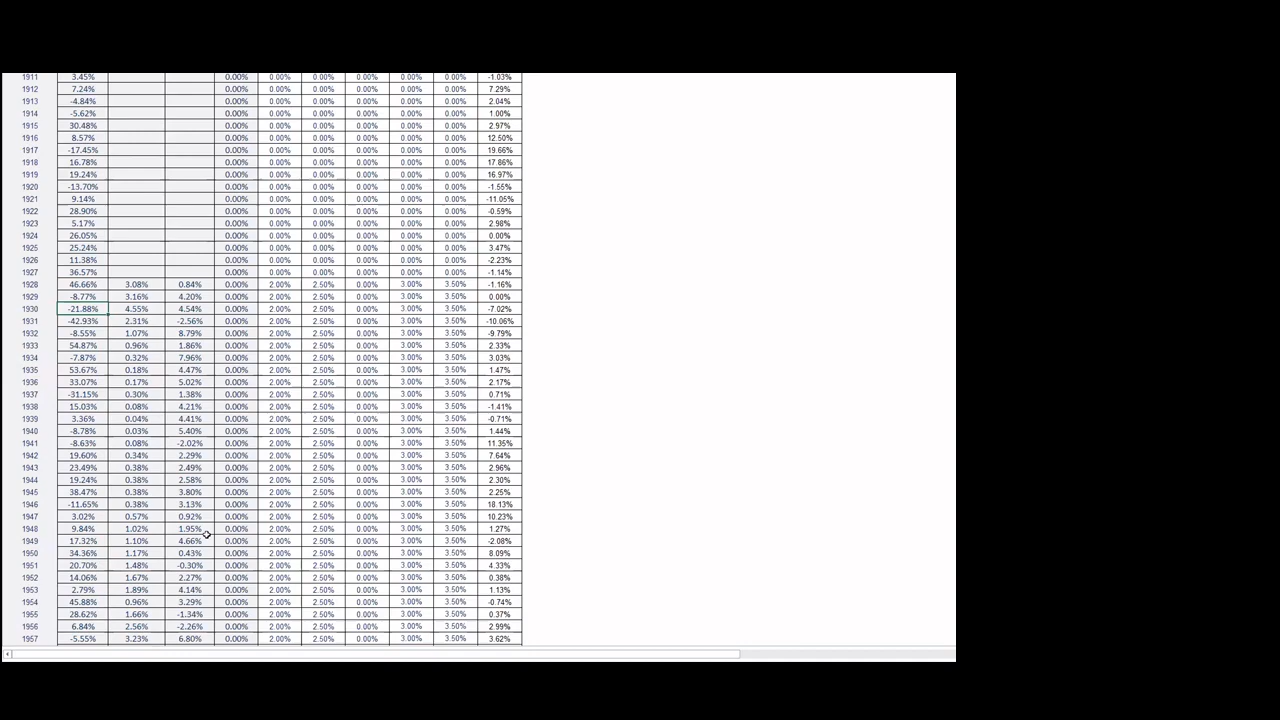 1911 3.45% 0.00% 0.00% 0.00% 0.00% 0.00% 0.00% -1.03%
1912 7.24% 0.00% 0.00% 0.00% 0.00% 0.00% 0.00% 7.29%
1913 -4.84% 0.00% 0.00% 0.00% 0.00% 0.00% 0.00% 2.04%
1914 -5.62% 0.00% 0.00% 0.00% 0.00% 0.00% 0.00% 1.00%
1915 30.48% 0.00% 0.00% 0.00% 0.00% 0.00% 0.00% 2.97%
1916 8.57% 0.00% 0.00% 0.00% 0.00% 0.00% 0.00% 12.50%
1917 -17.45% 0.00% 0.00% 0.00% 0.00% 0.00% 0.00% 19.66%
1918 16.78% 0.00% 0.00% 0.00% 0.00% 0.00% 0.00% 17.86%
1919 19.24% 0.00% 0.00% 0.00% 0.00% 0.00% 0.00% 16.97%
1920 -13.70% 0.00% 0.00% 0.00% 0.00% 0.00% 0.00% -1.55%
1921 9.14% 0.00% 0.00% 0.00% 0.00% 0.00% 0.00% -11.05%
1922 28.90% 0.00% 0.00% 0.00% 0.00% 0.00% 0.00% -0.59%
1923 5.17% 0.00% 0.00% 0.00% 0.00% 0.00% 0.00% 2.98%
1924 26.05% 0.00% 0.00% 0.00% 0.00% 0.00% 0.00% 0.00%
1925 25.24% 0.00% 0.00% 0.00% 0.00% 0.00% 0.00% 3.47%
1926 11.38% 0.00% 0.00% 0.00% 0.00% 0.00% 0.00% -2.23%
1927 36.57% 0.00% 0.00% 0.00% 0.00% 0.00% 0.00% -1.14%
1928 46.66% 3.08% 0.84% 0.00% 2.00% 2.50% 0.00% 3.00% 3.50% -1.16%
1929 -8.77% 3.16% 4.20% 0.00% 2.00% 2.50% 0.00% 3.00% 3.50% 0.00%
1930 -21.88% 4.55% 4.54% 0.00% 2.00% 2.50% 0.00% 3.00% 3.50% -7.02%
1931 -42.93% 2.31% -2.56% 0.00% 2.00% 2.50% 0.00% 3.00% 3.50% -10.06%
1932 -8.55% 1.07% 8.79% 0.00% 2.00% 2.50% 0.00% 3.00% 3.50% -9.79%
1933 54.87% 0.96% 1.86% 0.00% 2.00% 2.50% 0.00% 3.00% 3.50% 2.33%
1934 -7.87% 0.32% 7.96% 0.00% 2.00% 2.50% 0.00% 3.00% 3.50% 3.03%
1935 53.67% 0.18% 4.47% 0.00% 2.00% 2.50% 0.00% 3.00% 3.50% 1.47%
1936 33.07% 0.17% 5.02% 0.00% 2.00% 2.50% 0.00% 3.00% 3.50% 2.17%
1937 -31.15% 0.30% 1.38% 0.00% 2.00% 2.50% 0.00% 3.00% 3.50% 0.71%
1938 15.03% 0.08% 4.21% 0.00% 2.00% 2.50% 0.00% 3.00% 3.50% -1.41%
1939 3.36% 0.04% 4.41% 0.00% 2.00% 2.50% 0.00% 3.00% 3.50% -0.71%
1940 -8.78% 0.03% 5.40% 0.00% 2.00% 2.50% 0.00% 3.00% 3.50% 1.44%
1941 -8.63% 0.08% -2.02% 0.00% 2.00% 2.50% 0.00% 3.00% 3.50% 11.35%
1942 19.60% 0.34% 2.29% 0.00% 2.00% 2.50% 0.00% 3.00% 3.50% 7.64%
1943 23.49% 0.38% 2.49% 0.00% 2.00% 2.50% 0.00% 3.00% 3.50% 2.96%
1944 19.24% 0.38% 2.58% 0.00% 2.00% 2.50% 0.00% 3.00% 3.50% 2.30%
1945 38.47% 0.38% 3.80% 0.00% 2.00% 2.50% 0.00% 3.00% 3.50% 2.25%
1946 -11.65% 0.38% 3.13% 0.00% 2.00% 2.50% 0.00% 3.00% 3.50% 18.13%
1947 3.02% 0.57% 0.92% 0.00% 2.00% 2.50% 0.00% 3.00% 3.50% 10.23%
1948 9.84% 1.02% 1.95% 0.00% 2.00% 2.50% 0.00% 3.00% 3.50% 1.27%
1949 17.32% 1.10% 4.66% 0.00% 2.00% 2.50% 0.00% 3.00% 3.50% -2.08%
1950 34.36% 1.17% 0.43% 0.00% 2.00% 2.50% 0.00% 3.00% 3.50% 8.09%
1951 20.70% 1.48% -0.30% 0.00% 2.00% 2.50% 0.00% 3.00% 3.50% 4.33%
1952 14.06% 1.67% 2.27% 0.00% 2.00% 2.50% 0.00% 3.00% 3.50% 0.38%
1953 2.79% 1.89% 4.14% 0.00% 2.00% 2.50% 0.00% 3.00% 3.50% 1.13%
1954 45.88% 0.96% 3.29% 0.00% 2.00% 2.50% 0.00% 3.00% 3.50% -0.74%
1955 28.62% 1.66% -1.34% 0.00% 2.00% 2.50% 0.00% 3.00% 3.50% 0.37%
1956 6.84% 2.56% -2.26% 0.00% 2.00% 2.50% 0.00% 3.00% 3.50% 2.99%
1957 -5.55% 3.23% 6.80% 0.00% 2.00% 2.50% 0.00% 3.00% 3.50% 3.62%